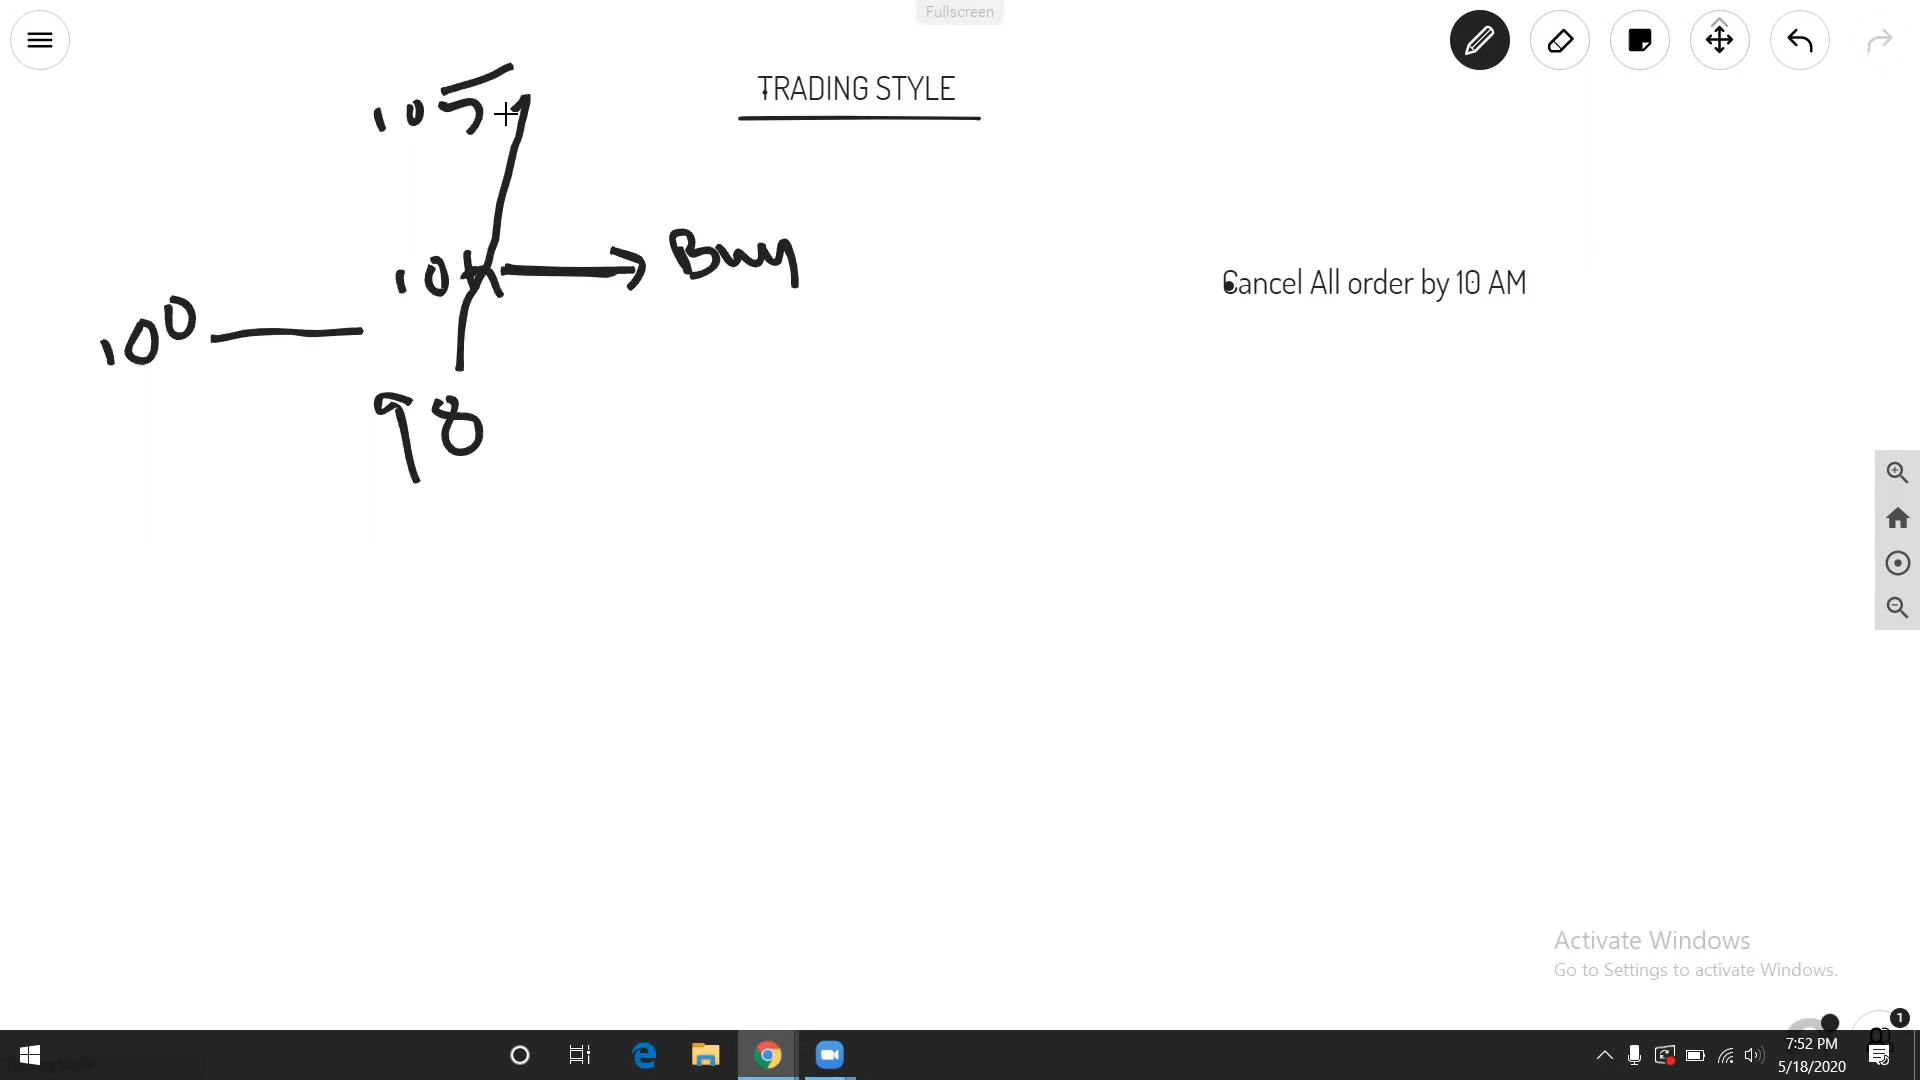 Fullscreen
TRADING STYLE
105
Buy
Cancel All order by 10 AM
100
98
Activate Windows
Go to Settings to activate Windows.
1
7:52 PM
5/18/2020